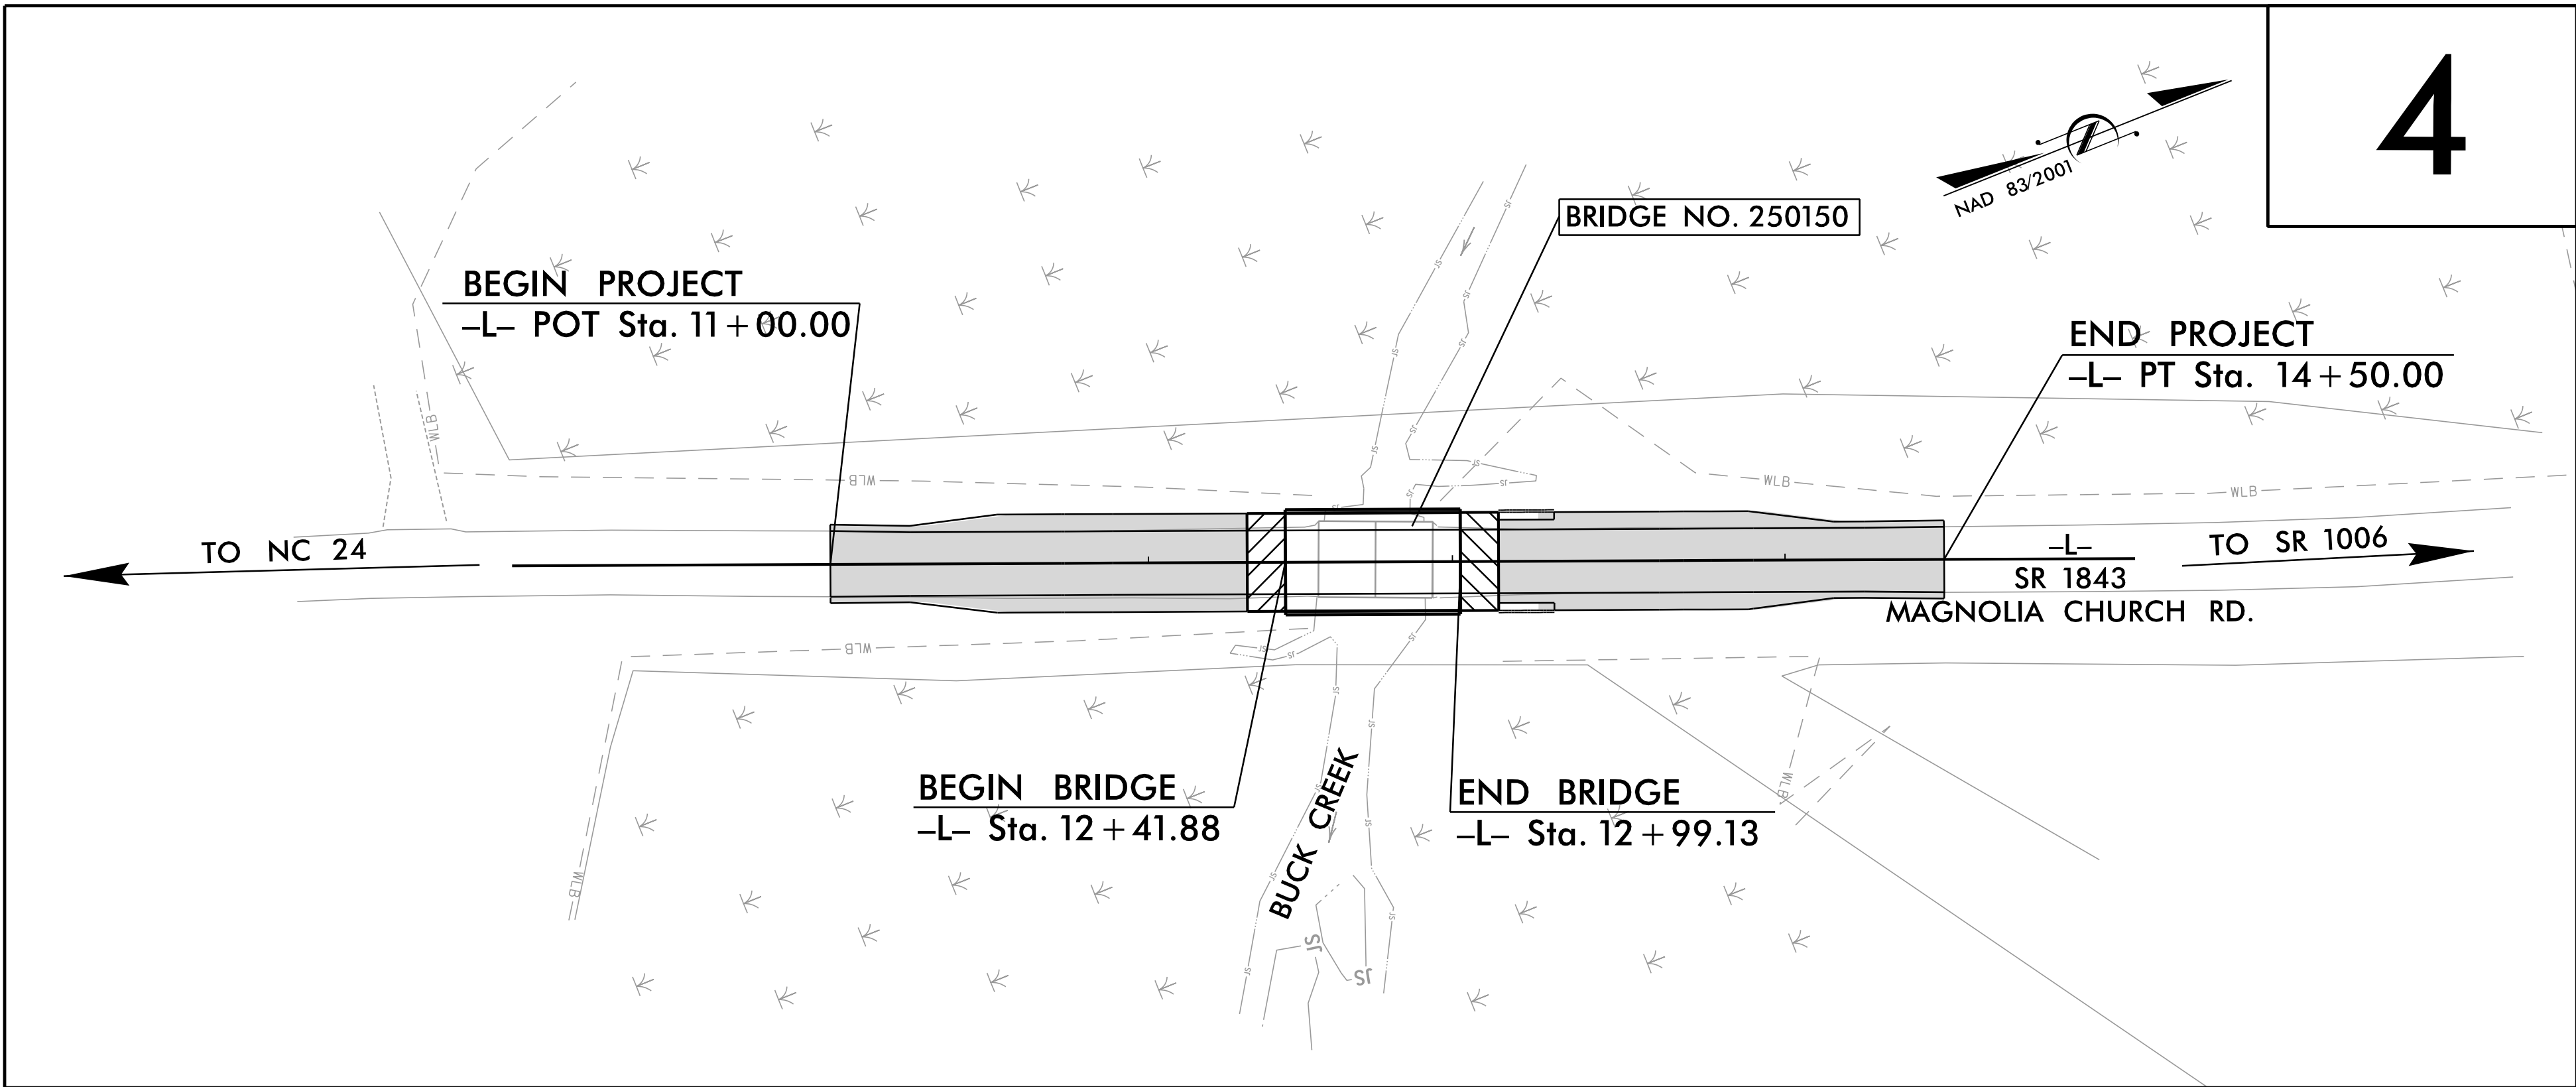 4
NAD 83/2001
BRIDGE NO. 250150
BEGIN PROJECT
–L– POT Sta. 11+00.00
END PROJECT
–L– PT Sta. 14+50.00
WLB
WLB
WLB
WLB
TO NC 24
–L–
SR 1843
MAGNOLIA CHURCH RD.
TO SR 1006
WLB
WLB
WLB
BEGIN BRIDGE
–L– Sta. 12+41.88
BUCK CREEK
END BRIDGE
–L– Sta. 12+99.13
JS
JS